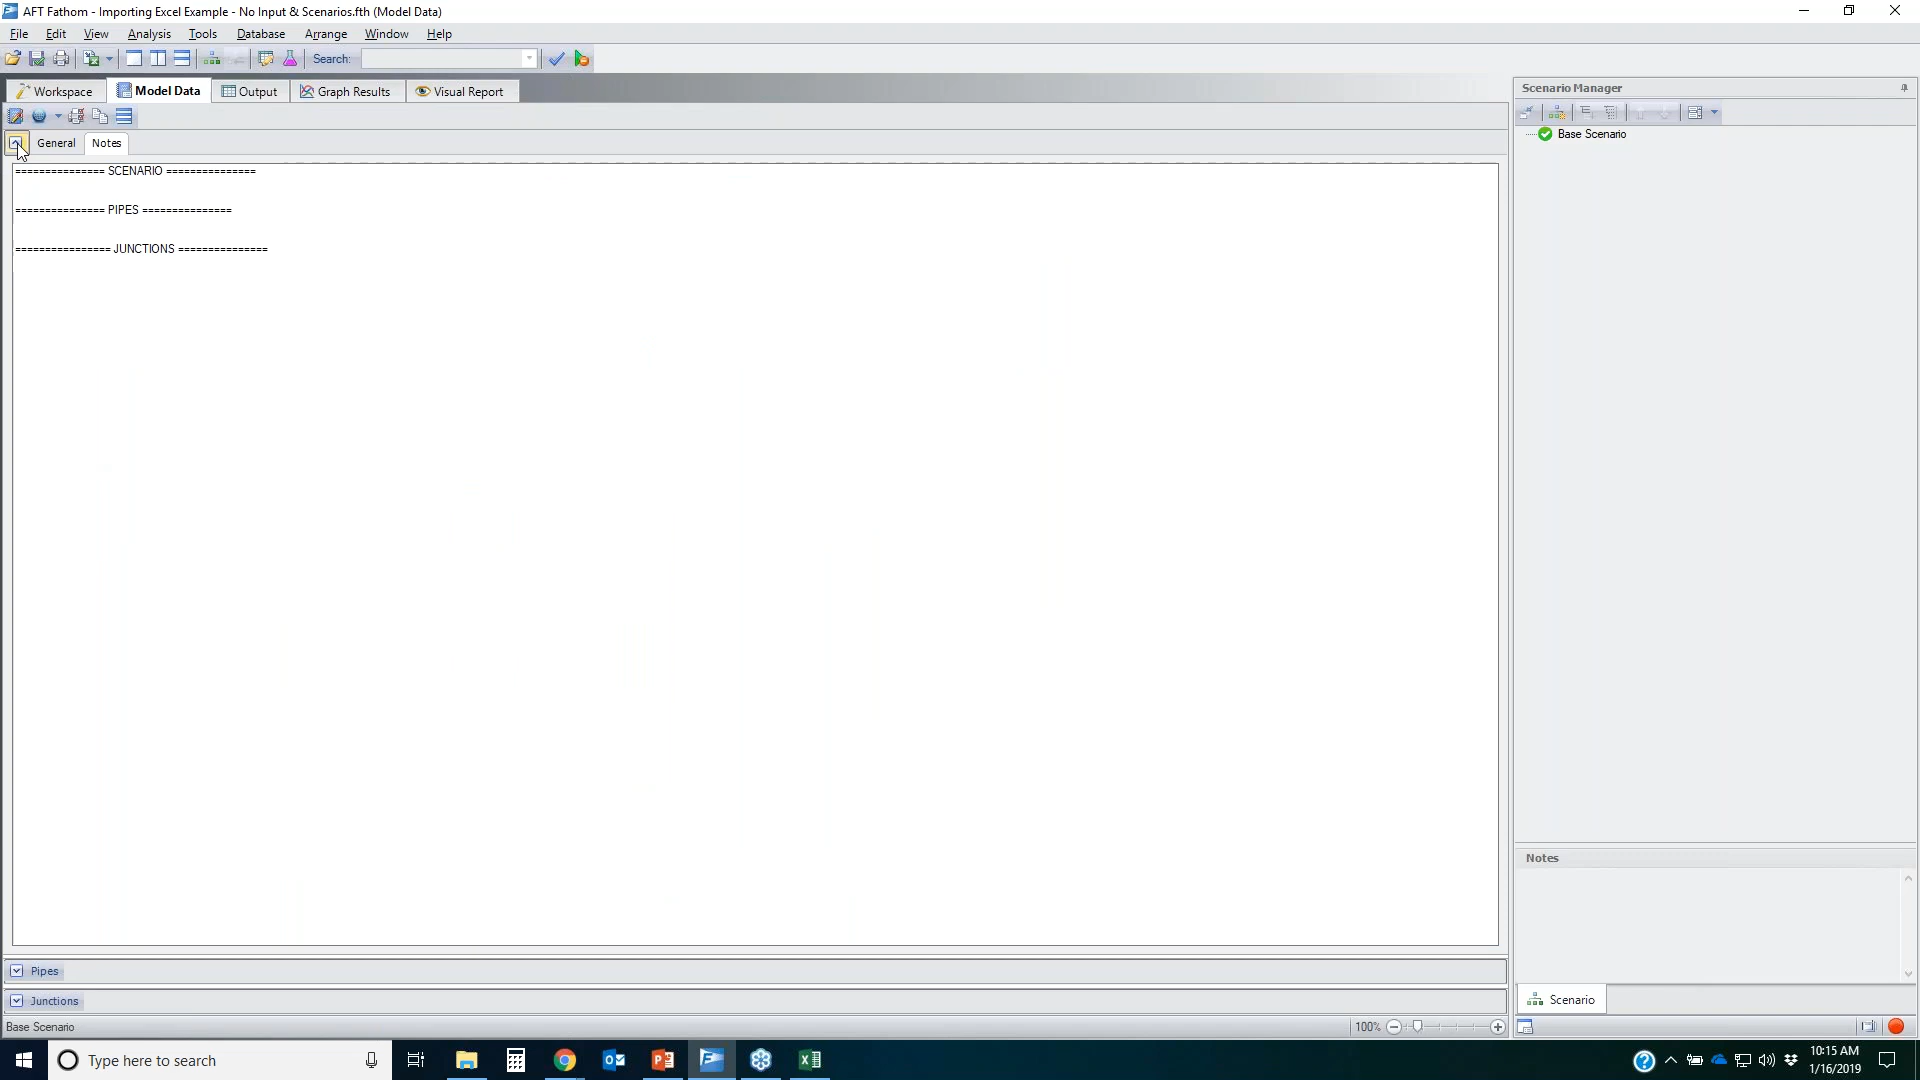 AFT Fathom - Importing Excel Example - No Input & Scenarios.fth (Model Data)
File Edit View Analysis Tools Database Arrange Window Help
Search:
Workspace Model Data Output Graph Results Visual Report
General Notes
=============== SCENARIO ===============
=============== PIPES ===============
================ JUNCTIONS ===============
Pipes
Junctions
Base Scenario
100%
Scenario Manager
Base Scenario
Notes
Scenario
Type here to search
10:15 AM
1/16/2019